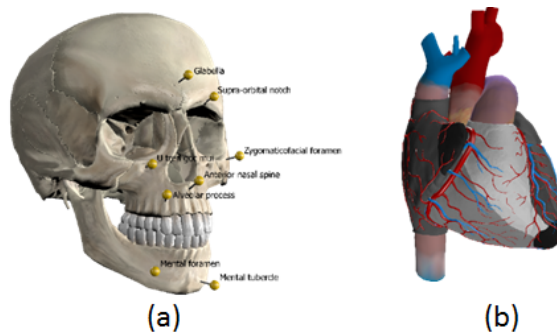 Glabella
Supra-orbital notch
Zygomaticofacial foramen
Anterior nasal spine
Alveolar process
Mental foramen
Mental tubercle
(a)
(b)